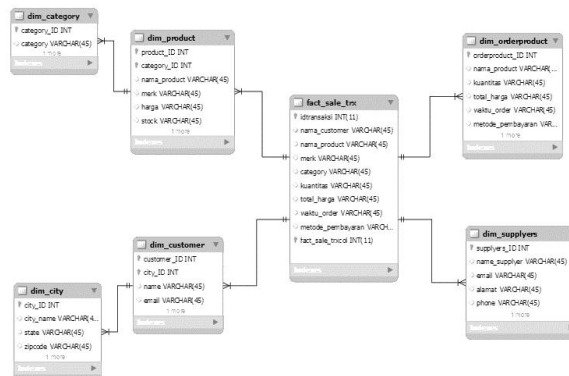 dim_category
category_ID INT
category VARCHAR(45)
1 more
Indexes
dim_product
product_ID INT
category_ID INT
nama_product VARCHAR(45)
merk VARCHAR(45)
harga VARCHAR(45)
stock VARCHAR(45)
1 more
Indexes
fact_sale_trx
idtransaksi INT(11)
nama_customer VARCHAR(45)
nama_product VARCHAR(45)
merk VARCHAR(45)
category VARCHAR(45)
kuantitas VARCHAR(45)
total_harga VARCHAR(45)
vaktu_order VARCHAR(45)
metode_pembayaran VARCH...
fact_sale_trxcol INT(11)
Indexes
dim_orderproduct
orderproduct_ID INT
nama_product VARCHAR(...
kuantitas VARCHAR(45)
total_harga VARCHAR(45)
vaktu_order VARCHAR(45)
metode_pembayaran VAR...
1 more
Indexes
dim_customer
customer_ID INT
city_ID INT
name VARCHAR(45)
email VARCHAR(45)
1 more
Indexes
dim_city
city_ID INT
city_name VARCHAR(4...
state VARCHAR(45)
zipcode VARCHAR(45)
1 more
Indexes
dim_supplyers
supplyers_ID INT
name_supplyer VARCHAR(45)
email VARCHAR(45)
alamat VARCHAR(45)
phone VARCHAR(45)
1 more
Indexes